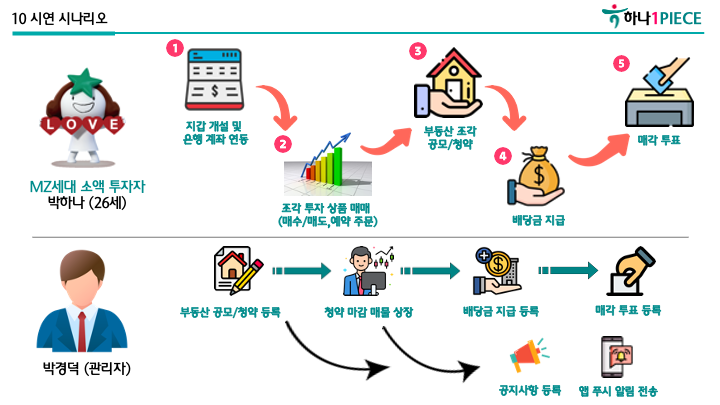 10 시연 시나리오
하나1PIECE
LOVE
MZ세대 소액 투자자
박하나 (26세)
1
지갑 개설 및
은행 계좌 연동
2
조각 투자 상품 매매
(매수/매도,예약 주문)
3
부동산 조각
공모/청약
4
배당금 지급
5
매각 투표
박경덕 (관리자)
부동산 공모/청약 등록
청약 마감 매물 상장
배당금 지급 등록
매각 투표 등록
공지사항 등록
앱 푸시 알림 전송